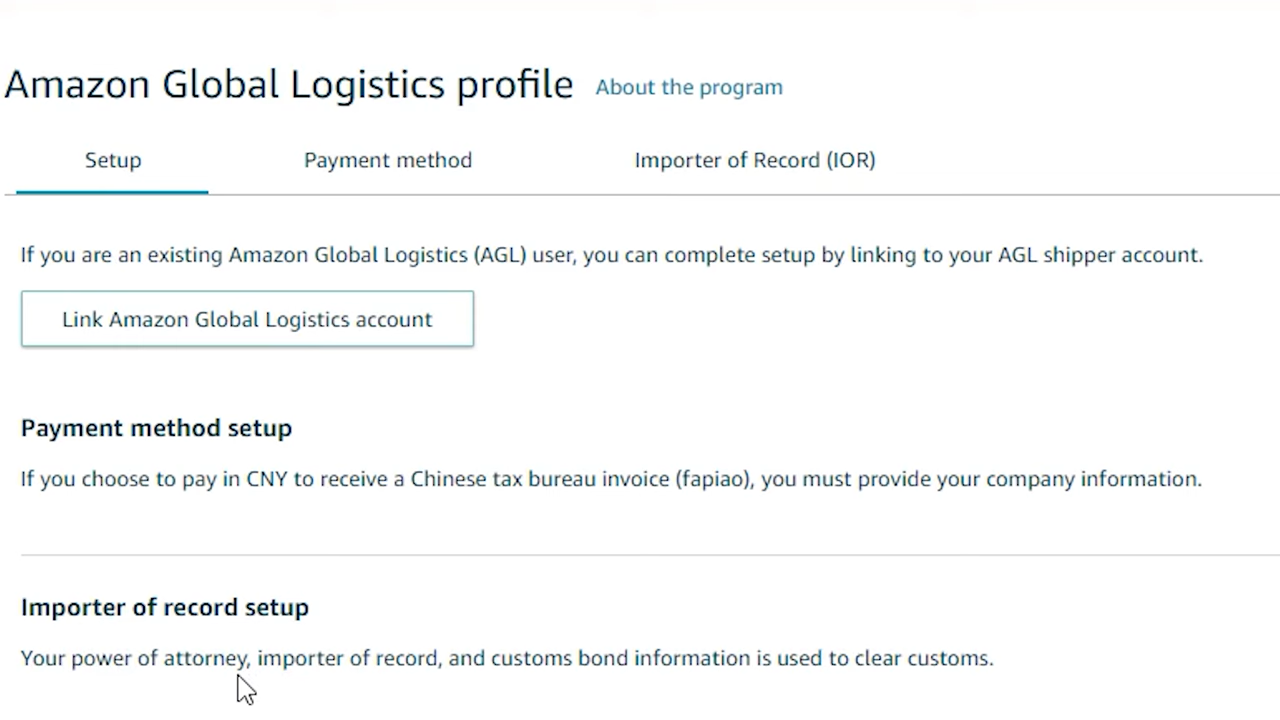 Amazon Global Logistics profile About the program
Setup Payment method Importer of Record (IOR)
If you are an existing Amazon Global Logistics (AGL) user, you can complete setup by linking to your AGL shipper account.
Link Amazon Global Logistics account
Payment method setup
If you choose to pay in CNY to receive a Chinese tax bureau invoice (fapiao), you must provide your company information.
Importer of record setup
Your power of attorney, importer of record, and customs bond information is used to clear customs.